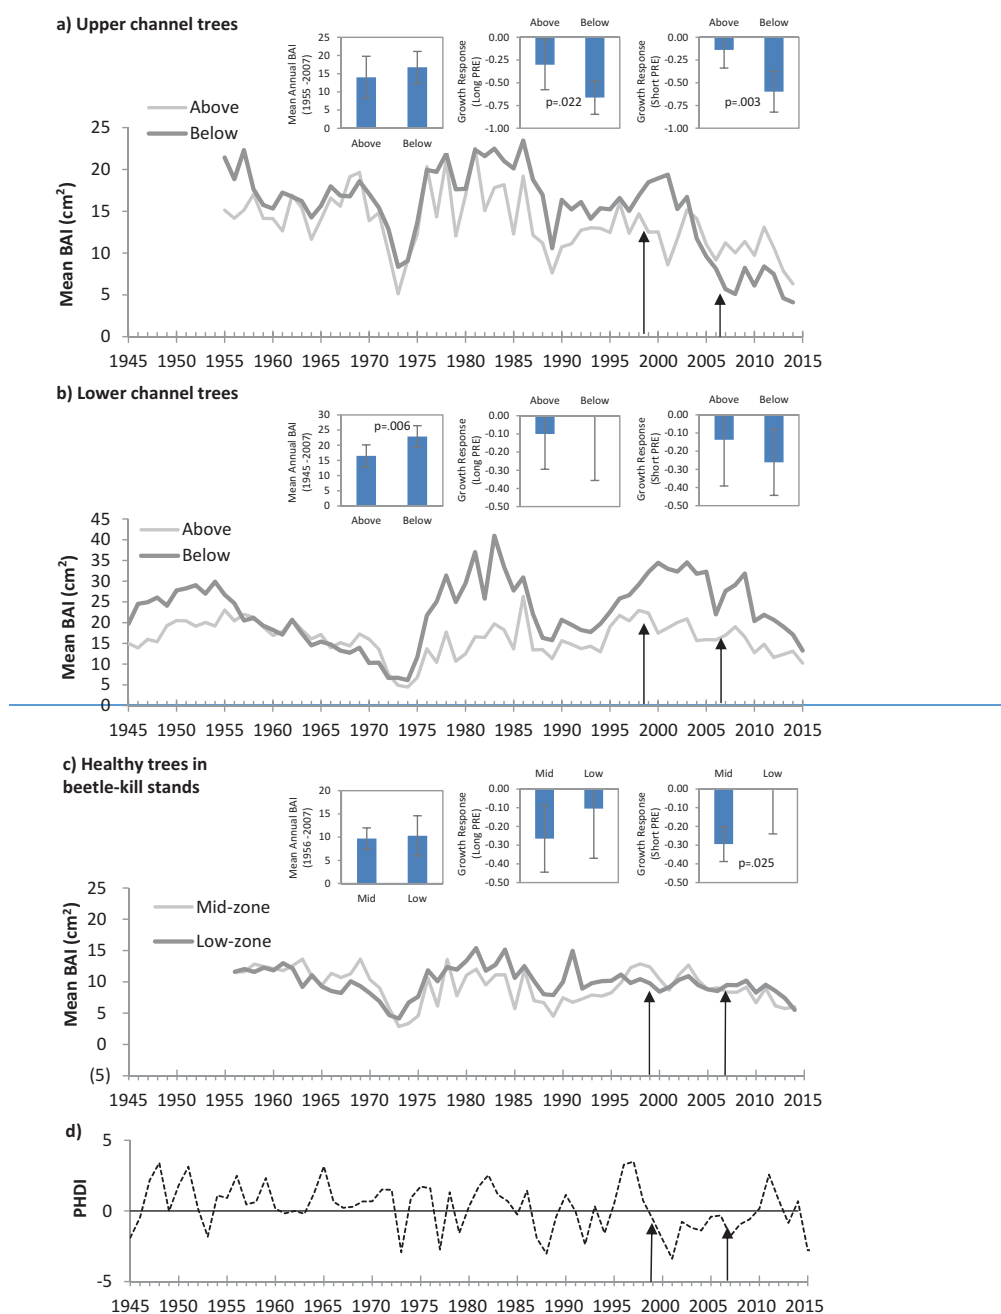 a) Upper channel trees
Mean Annual BAI
(1955 -2007)
25
20
15
10
5
0
Above Below
Growth Response
(Long PRE)
Above Below
0.00
-0.25
-0.50
-0.75
-1.00
p=.022
Growth Response
(Short PRE)
Above Below
0.00
-0.25
-0.50
-0.75
-1.00
p=.003
Above
Below
Mean BAI (cm²)
25
20
15
10
5
0
1945 1950 1955 1960 1965 1970 1975 1980 1985 1990 1995 2000 2005 2010 2015
b) Lower channel trees
Mean Annual BAI
(1945 -2007)
30
25
20
15
10
5
0
p=.006
Above Below
Growth Response
(Long PRE)
Above Below
0.00
-0.10
-0.20
-0.30
-0.40
-0.50
Growth Response
(Short PRE)
Above Below
0.00
-0.10
-0.20
-0.30
-0.40
-0.50
Above
Below
Mean BAI (cm²)
45
40
35
30
25
20
15
10
5
0
1945 1950 1955 1960 1965 1970 1975 1980 1985 1990 1995 2000 2005 2010 2015
c) Healthy trees in
beetle-kill stands
Mean Annual BAI
(1956 -2007)
20
15
10
5
0
Mid Low
Growth Response
(Long PRE)
Mid Low
0.00
-0.10
-0.20
-0.30
-0.40
-0.50
Growth Response
(Short PRE)
Mid Low
0.00
-0.10
-0.20
-0.30
-0.40
-0.50
p=.025
Mid-zone
Low-zone
Mean BAI (cm²)
25
20
15
10
5
0
(5)
1945 1950 1955 1960 1965 1970 1975 1980 1985 1990 1995 2000 2005 2010 2015
d)
PHDI
5
0
-5
1945 1950 1955 1960 1965 1970 1975 1980 1985 1990 1995 2000 2005 2010 2015